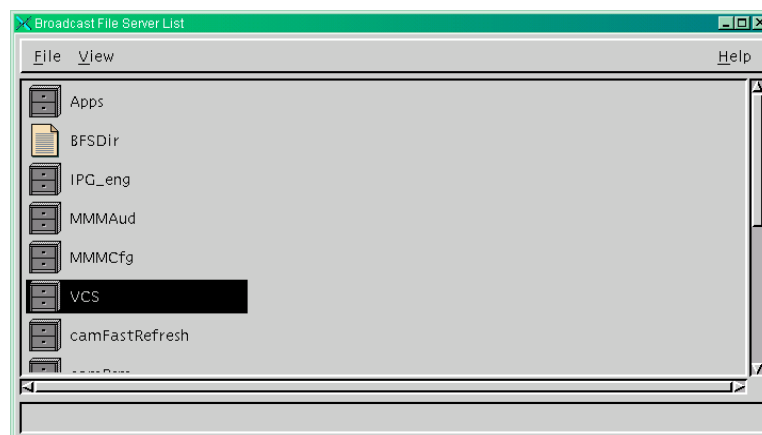 Broadcast File Server List
File View Help
Apps
BFSDir
IPG_eng
MMMAud
MMMCfg
VCS
camFastRefresh